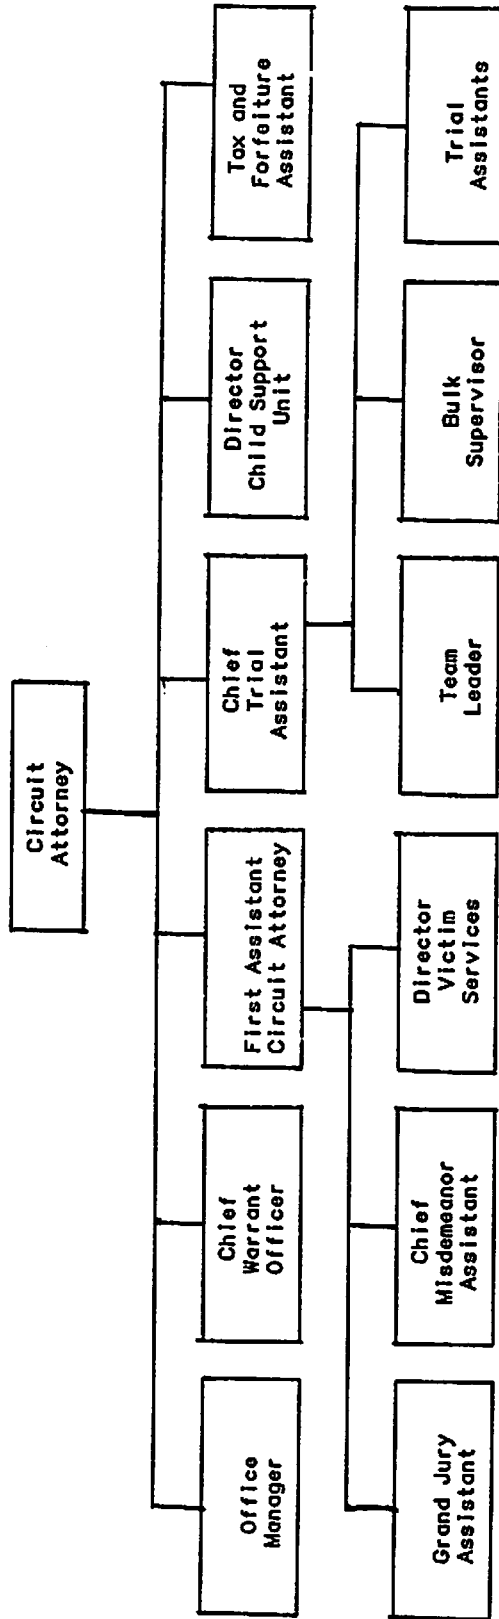 Circuit
Attorney
Office
Manager
Chief
Warrant
Officer
First Assistant
Circuit Attorney
Chief
Trial
Assistant
Director
Child Support
Unit
Tax and
Forfeiture
Assistant
Grand Jury
Assistant
Chief
Misdemeanor
Assistant
Director
Victim
Services
Team
Leader
Bulk
Supervisor
Trial
Assistants